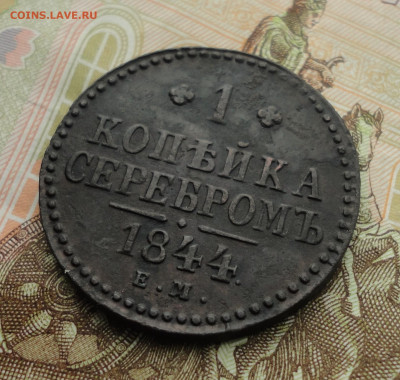 COINS.LAVE.RU
1
КОПѢЙКА
СЕРЕБРОМЪ
1844.
Е.М.